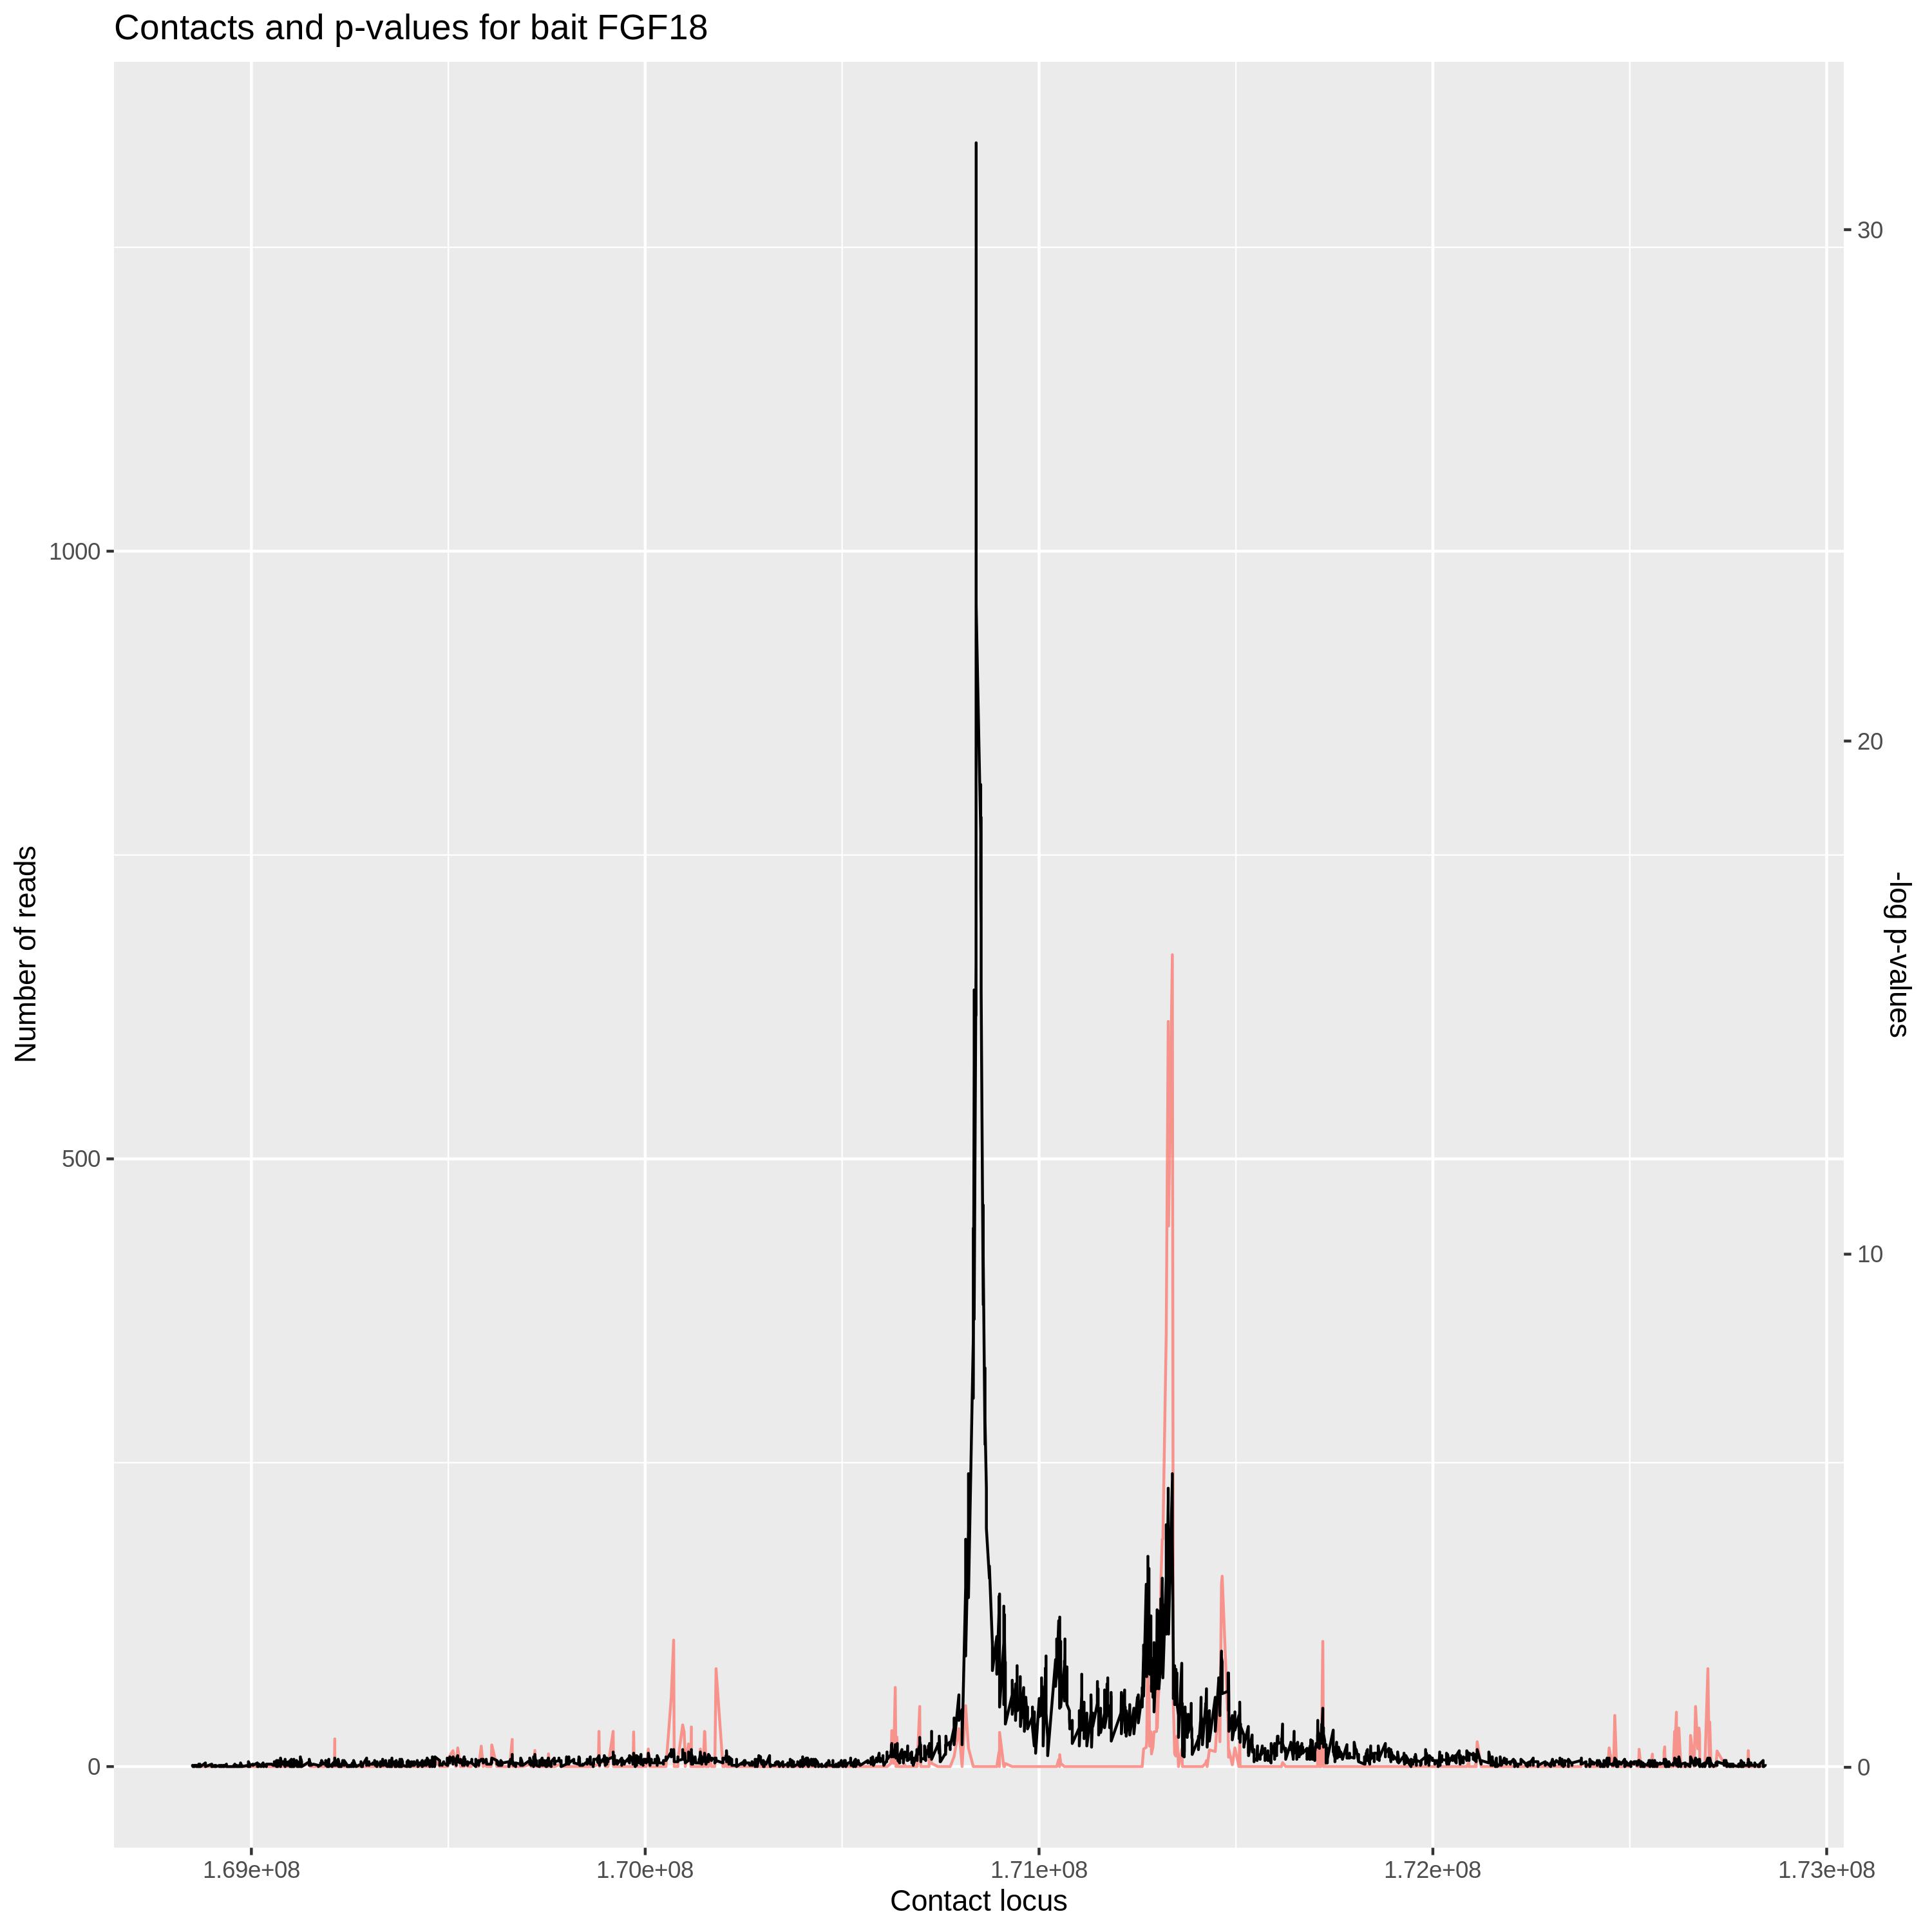 Contacts and p-values for bait FGF18
Number of reads
1000
500
0
30
20
10
0
-log p-values
1.69e+08
1.70e+08
1.71e+08
1.72e+08
1.73e+08
Contact locus